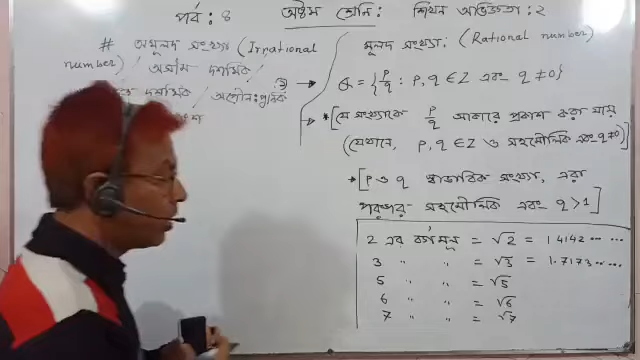 পর্ব: 8
অষ্টম শ্রেনি:
শিখন অভিজ্ঞতা: ২
# অমূলদ সংখ্যা (Irrational
number) / অসীম দশমিক /
দশমিক / অপৌনঃপুনিক
মূলদ সংখ্যা: (Rational number)
→ Q = {p/q : p, q ∈ Z এবং q ≠ 0}
→ * [যে সংখ্যাকে p/q আকারে প্রকাশ করা যায়
(যেখানে, p, q ∈ Z ও সহমৌলিক এবং q≠0)]
* [p ও q স্বাভাবিক সংখ্যা, এরা
পরস্পর সহমৌলিক এবং q > 1]
2 এর বর্গমূল = √2 = 1.4142 ... ...
3 " " = √3 = 1.7173 ... ...
5 " " = √5
6 " " = √6
7 " " = √7